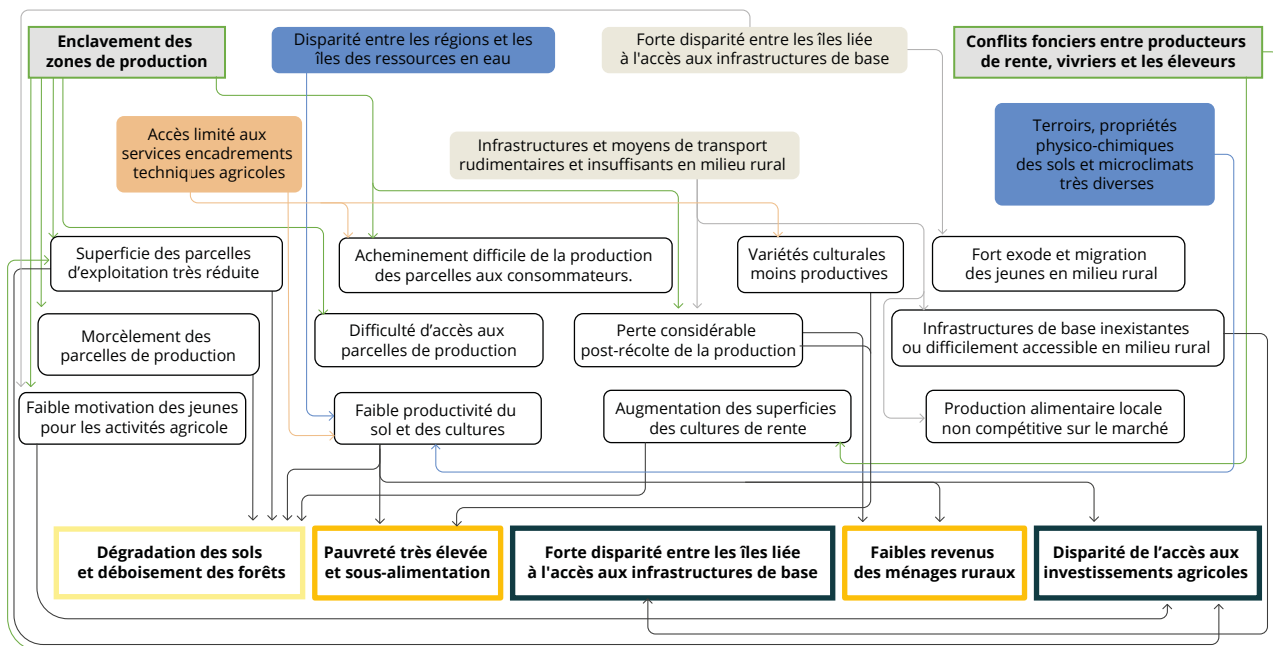 Enclavement des
zones de production
Disparité entre les régions et les
îles des ressources en eau
Forte disparité entre les îles liée
à l'accès aux infrastructures de base
Conflits fonciers entre producteurs
de rente, vivriers et les éleveurs
Accès limité aux
services encadrements
techniques agricoles
Infrastructures et moyens de transport
rudimentaires et insuffisants en milieu rural
Terroirs, propriétés
physico-chimiques
des sols et microclimats
très diverses
Superficie des parcelles
d’exploitation très réduite
Acheminement difficile de la production
des parcelles aux consommateurs.
Variétés culturales
moins productives
Fort exode et migration
des jeunes en milieu rural
Morcèlement des
parcelles de production
Difficulté d’accès aux
parcelles de production
Perte considérable
post-récolte de la production
Infrastructures de base inexistantes
ou difficilement accessible en milieu rural
Faible motivation des jeunes
pour les activités agricole
Faible productivité du
sol et des cultures
Augmentation des superficies
des cultures de rente
Production alimentaire locale
non compétitive sur le marché
Dégradation des sols
et déboisement des forêts
Pauvreté très élevée
et sous-alimentation
Forte disparité entre les îles liée
à l'accès aux infrastructures de base
Faibles revenus
des ménages ruraux
Disparité de l’accès aux
investissements agricoles